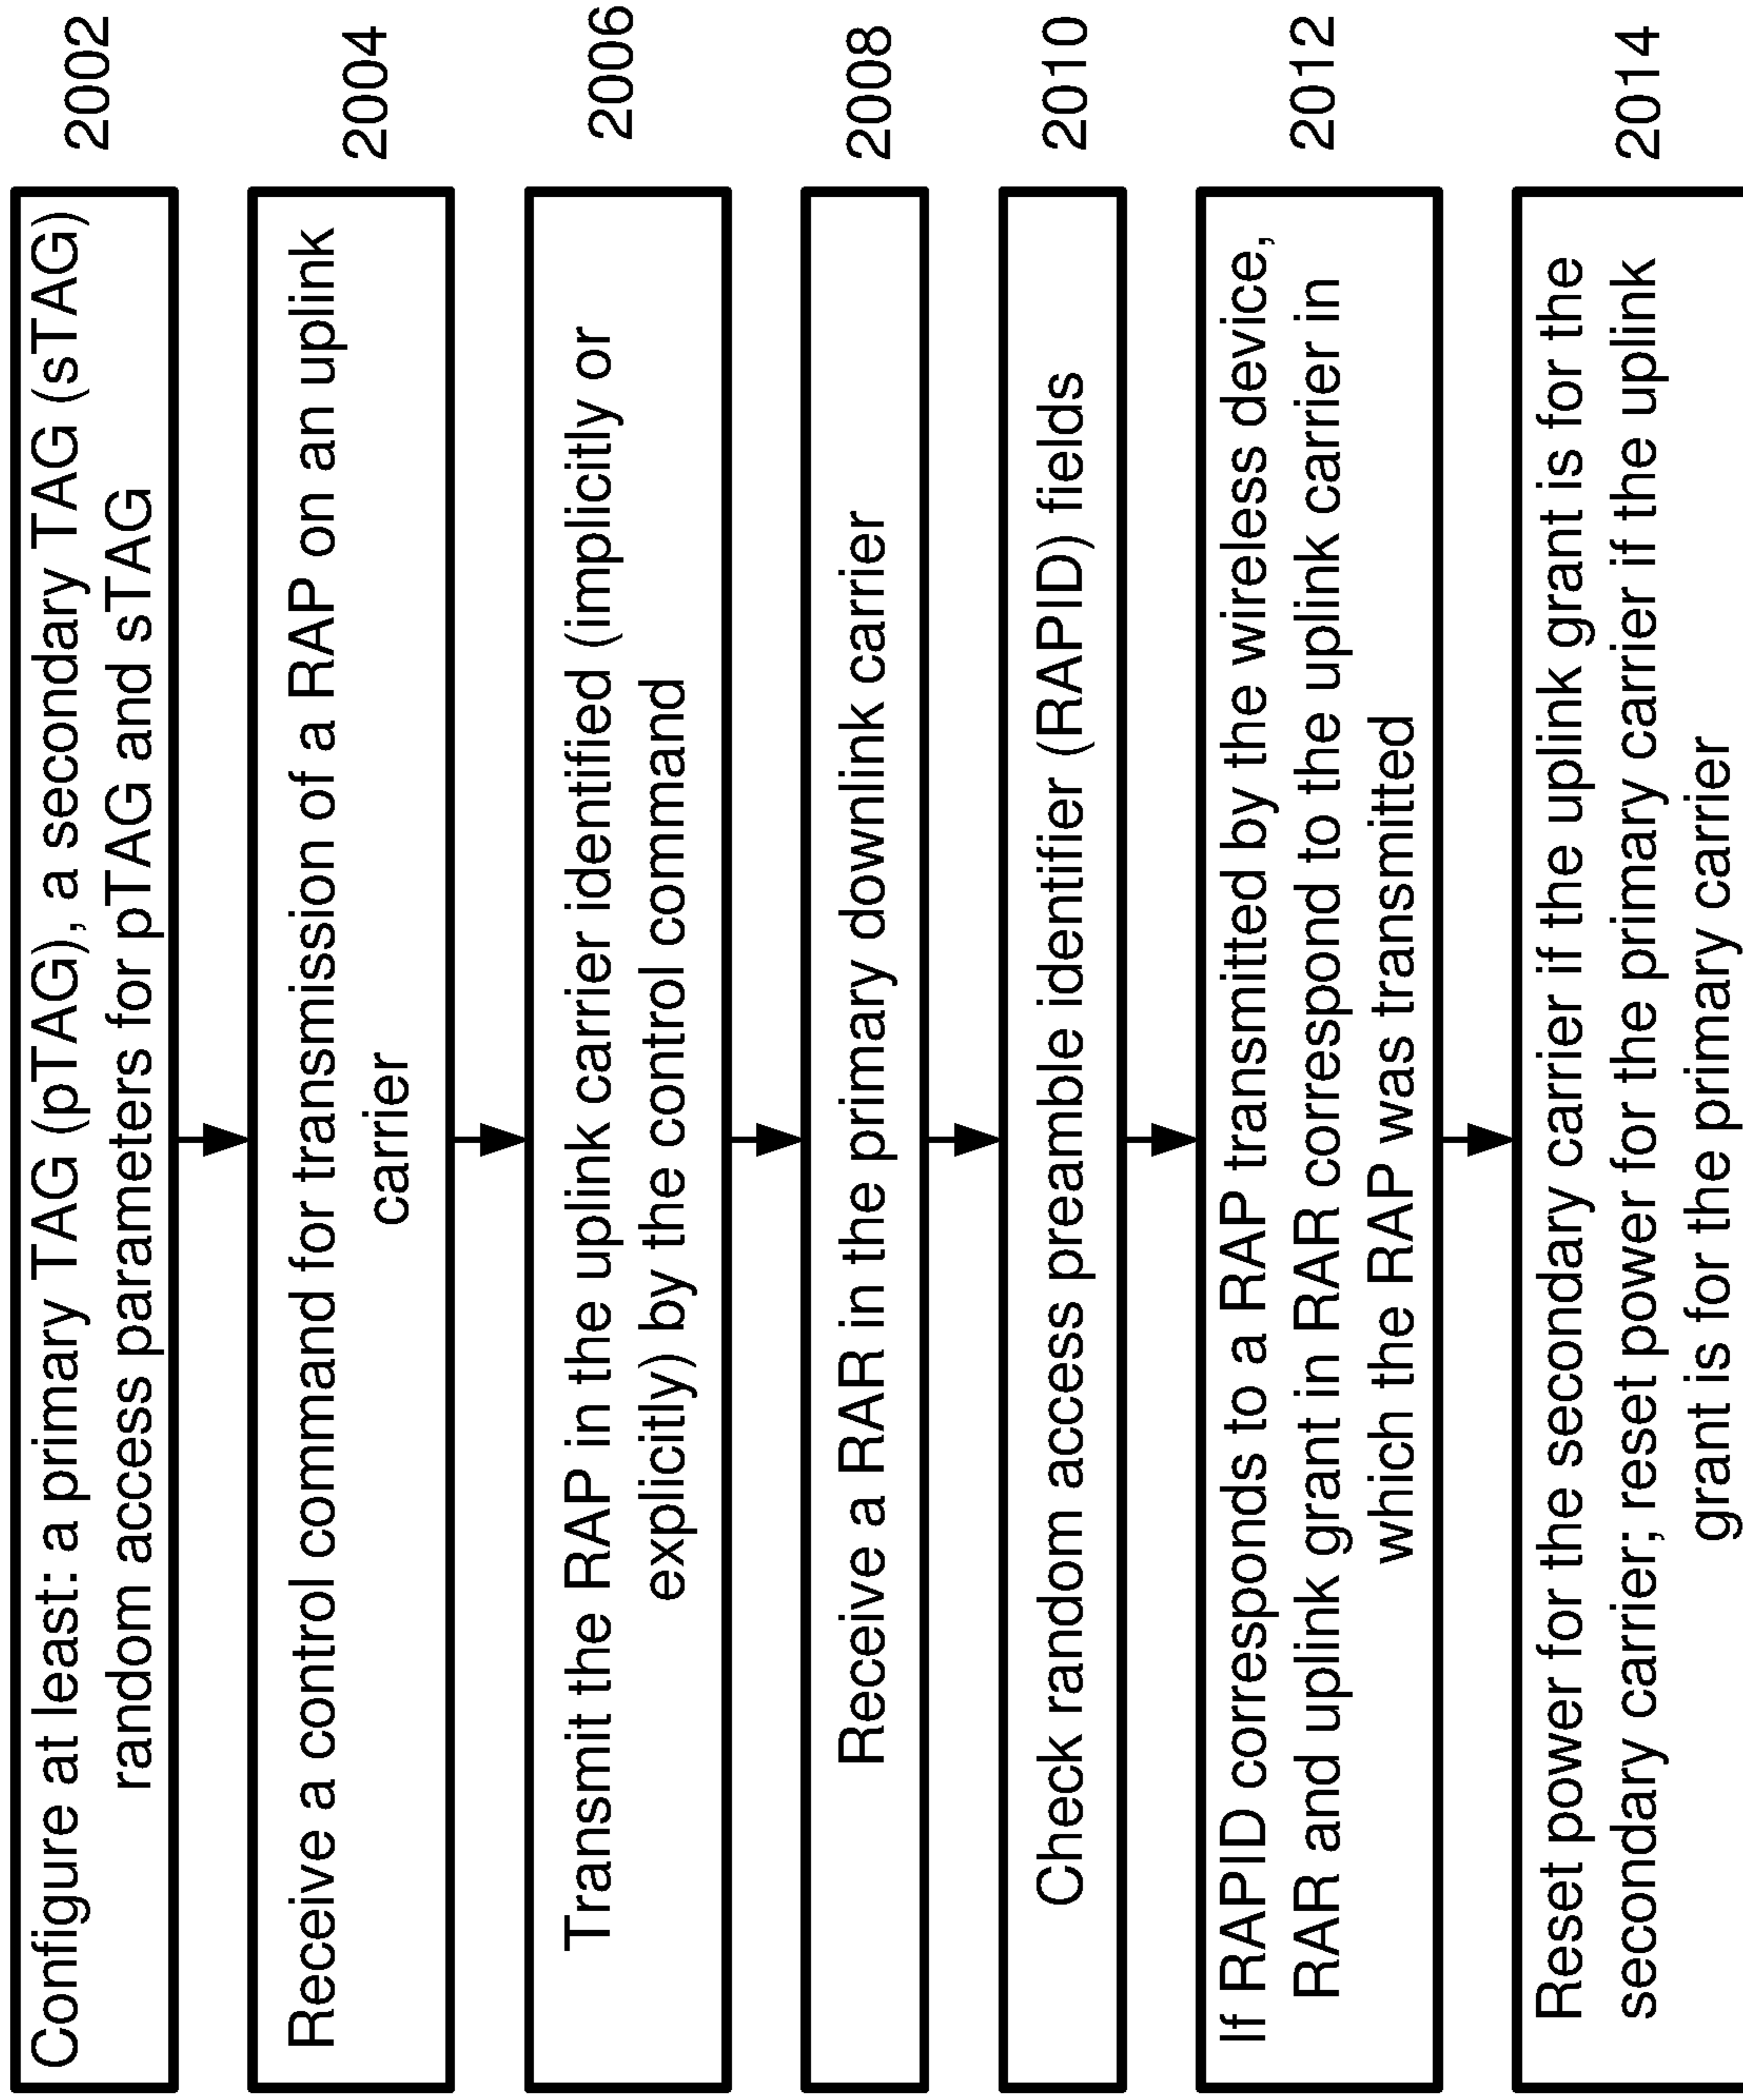 Configure at least: a primary TAG (pTAG), a secondary TAG (sTAG)
random access parameters for pTAG and sTAG
2002
Receive a control command for transmission of a RAP on an uplink
carrier
2004
Transmit the RAP in the uplink carrier identified (implicitly or
explicitly) by the control command
2006
Receive a RAR in the primary downlink carrier
2008
Check random access preamble identifier (RAPID) fields
2010
If RAPID corresponds to a RAP transmitted by the wireless device,
RAR and uplink grant in RAR correspond to the uplink carrier in
which the RAP was transmitted
2012
Reset power for the secondary carrier if the uplink grant is for the
secondary carrier; reset power for the primary carrier if the uplink
grant is for the primary carrier
2014